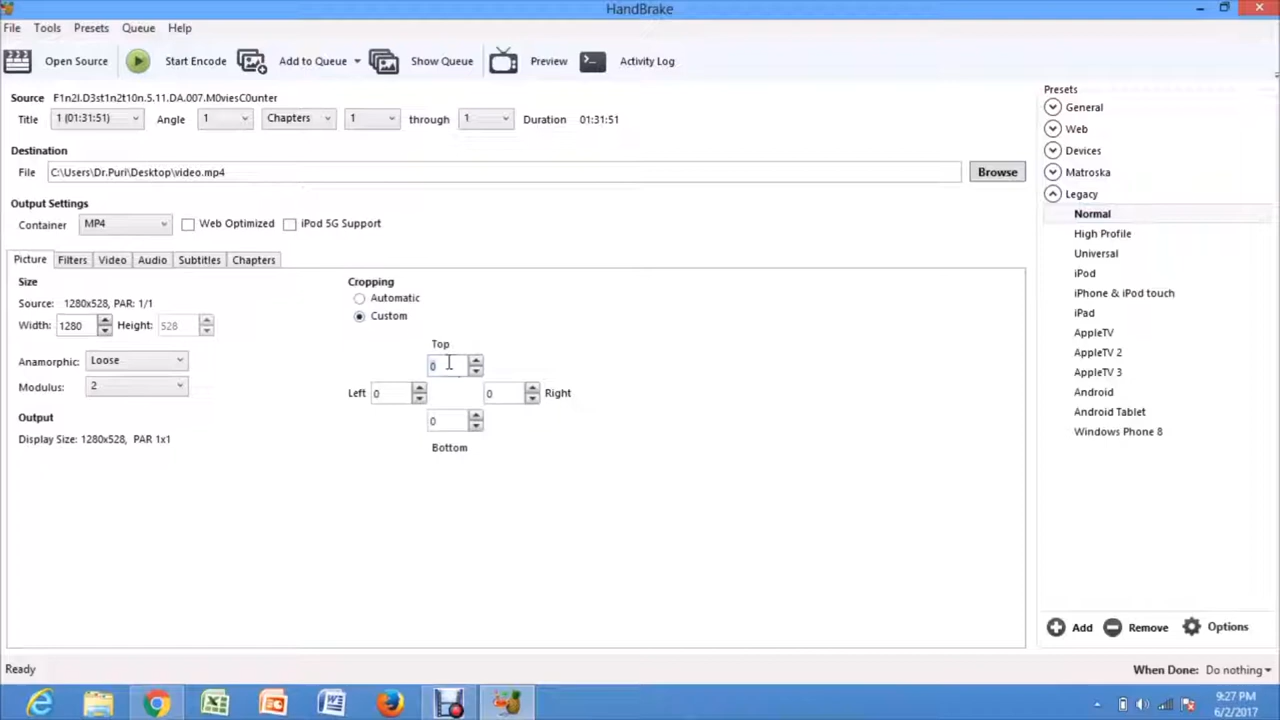 HandBrake
File Tools Presets Queue Help
Open Source Start Encode Add to Queue Show Queue Preview Activity Log
Source F1n2l.D3st1n2t10n.5.11.DA.007.M0viesC0unter
Title 1 (01:31:51) Angle 1 Chapters 1 through 1 Duration 01:31:51
Destination
File C:\Users\Dr.Puri\Desktop\video.mp4 Browse
Output Settings
Container MP4 Web Optimized iPod 5G Support
Picture Filters Video Audio Subtitles Chapters
Size
Source: 1280x528, PAR: 1/1
Width: 1280 Height: 528
Anamorphic: Loose
Modulus: 2
Output
Display Size: 1280x528, PAR 1x1
Cropping
Automatic
Custom
Top
0
Left 0 0 Right
0
Bottom
Presets
General
Web
Devices
Matroska
Legacy
Normal
High Profile
Universal
iPod
iPhone & iPod touch
iPad
AppleTV
AppleTV 2
AppleTV 3
Android
Android Tablet
Windows Phone 8
Add Remove Options
Ready When Done: Do nothing
9:27 PM
6/2/2017